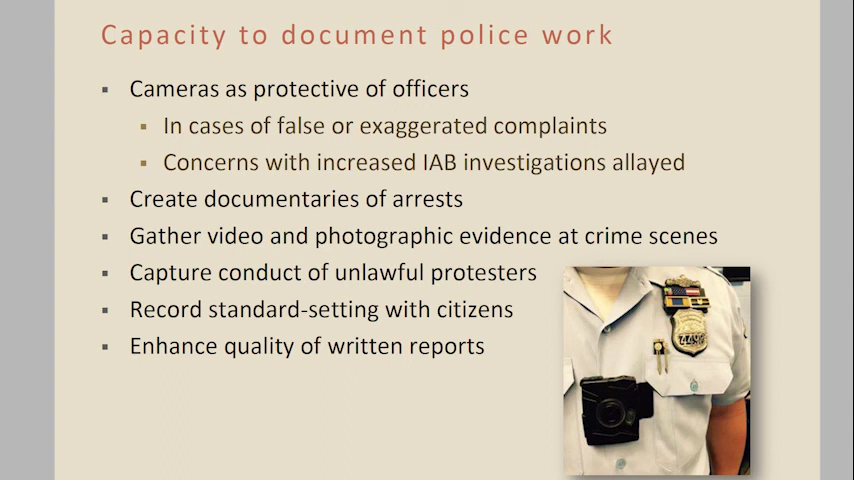 Capacity to document police work
▪ Cameras as protective of officers
▪ In cases of false or exaggerated complaints
▪ Concerns with increased IAB investigations allayed
▪ Create documentaries of arrests
▪ Gather video and photographic evidence at crime scenes
▪ Capture conduct of unlawful protesters
▪ Record standard-setting with citizens
▪ Enhance quality of written reports